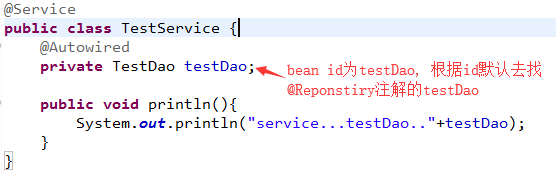 @Service
public class TestService {
@Autowired
private TestDao testDao;
bean id为testDao, 根据id默认去找
@Reponstiry注解的testDao
public void println(){
System.out.println("service...testDao.."+testDao);
}
}